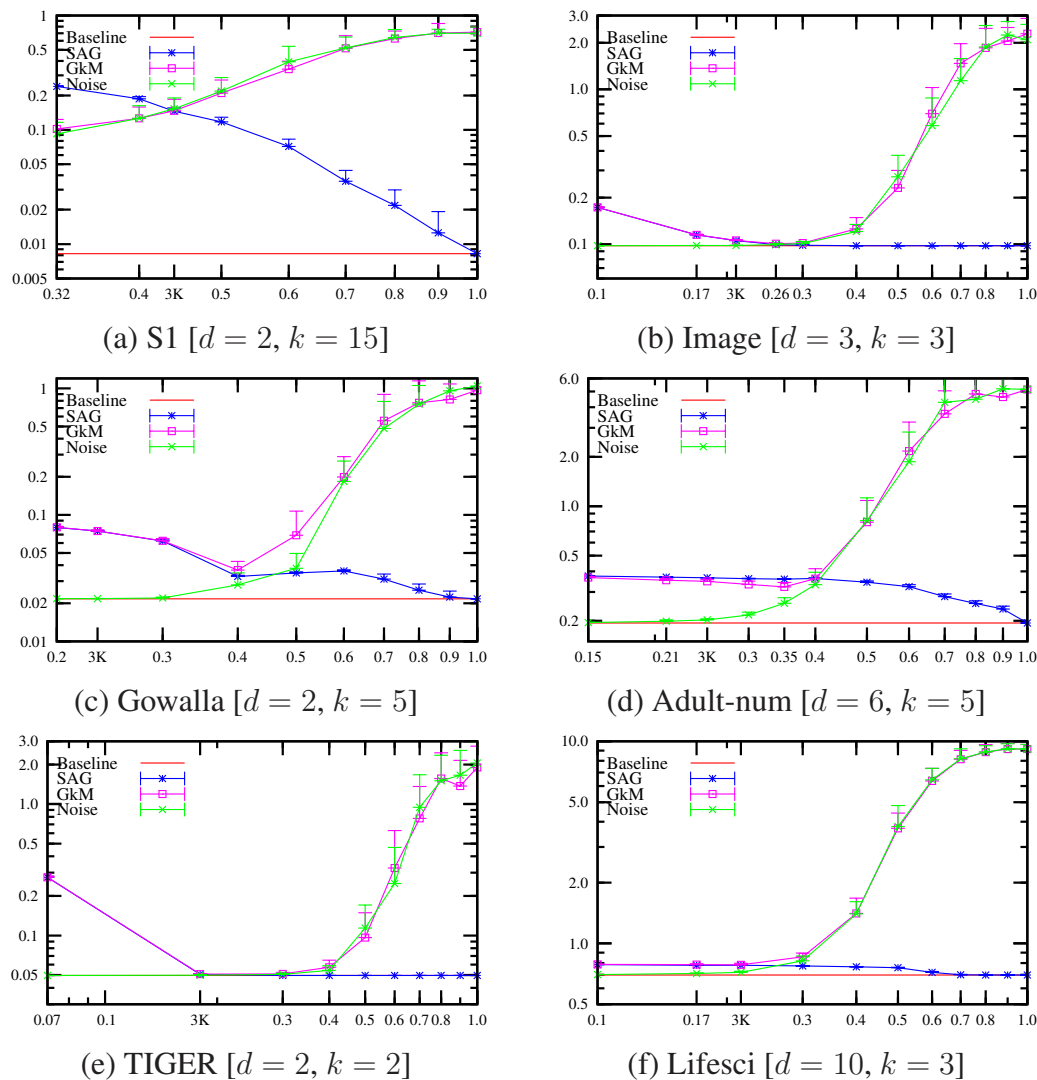 1
0.5
0.2
0.1
0.05
0.02
0.01
0.005
Baseline
SAG
GkM
Noise
0.32 0.4 3K 0.5 0.6 0.7 0.8 0.9 1.0
(a) S1 [d = 2, k = 15]
3.0
2.0
1.0
0.5
0.2
0.1
Baseline
SAG
GkM
Noise
0.1 0.17 3K 0.26 0.3 0.4 0.5 0.6 0.7 0.8 1.0
(b) Image [d = 3, k = 3]
1
0.5
0.2
0.1
0.05
0.02
0.01
Baseline
SAG
GkM
Noise
0.2 3K 0.3 0.4 0.5 0.6 0.7 0.8 0.9 1.0
(c) Gowalla [d = 2, k = 5]
6.0
2.0
1.0
0.5
0.2
Baseline
SAG
GkM
Noise
0.15 0.21 3K 0.3 0.35 0.4 0.5 0.6 0.7 0.8 0.9 1.0
(d) Adult-num [d = 6, k = 5]
3.0
2.0
1.0
0.5
0.2
0.1
0.05
Baseline
SAG
GkM
Noise
0.07 0.1 3K 0.3 0.4 0.5 0.6 0.7 0.8 1.0
(e) TIGER [d = 2, k = 2]
10.0
5.0
2.0
1.0
0.5
Baseline
SAG
GkM
Noise
0.1 0.17 3K 0.3 0.4 0.5 0.6 0.7 0.8 1.0
(f) Lifesci [d = 10, k = 3]